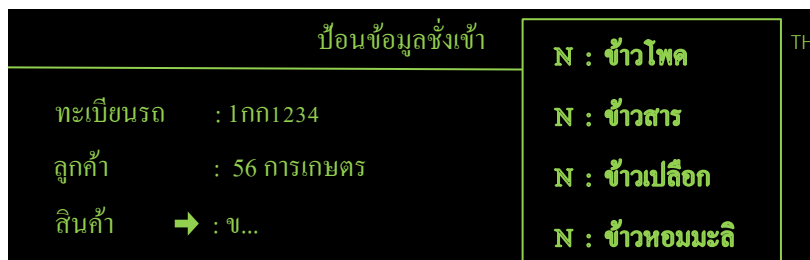 ป้อนข้อมูลชั่งเข้า
ทะเบียนรถ : 1กก1234
ลูกค้า : 56 การเกษตร
สินค้า ➡ : ข...
N : ข้าวโพด
N : ข้าวสาร
N : ข้าวเปลือก
N : ข้าวหอมมะลิ
TH